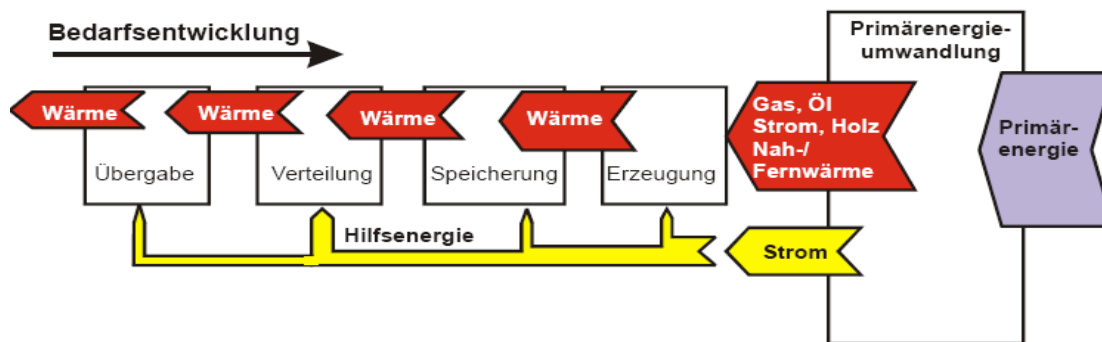 Bedarfsentwicklung
Primärenergie-
umwandlung
Wärme
Wärme
Wärme
Wärme
Gas, Öl
Strom, Holz
Nah-/
Fernwärme
Primär-
energie
Übergabe
Verteilung
Speicherung
Erzeugung
Hilfsenergie
Strom